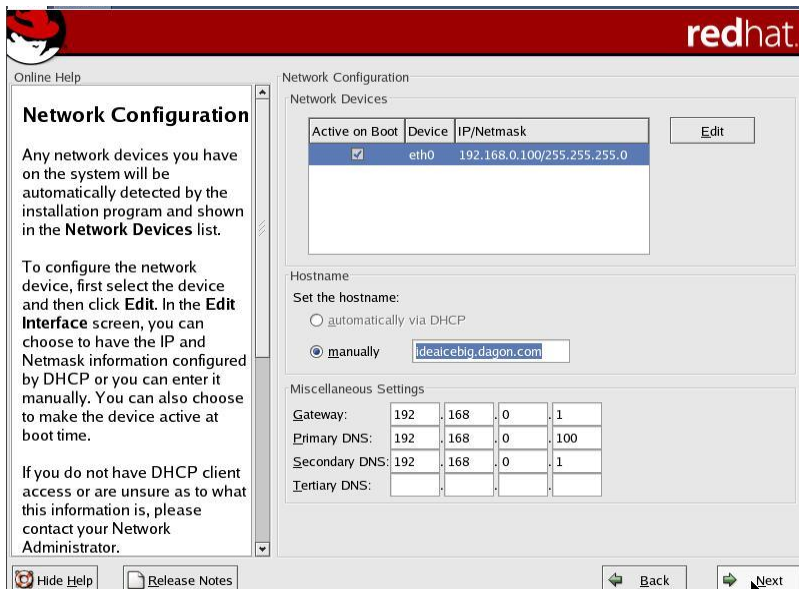 redhat.
Online Help
Network Configuration
Any network devices you have
on the system will be
automatically detected by the
installation program and shown
in the Network Devices list.
To configure the network
device, first select the device
and then click Edit. In the Edit
Interface screen, you can
choose to have the IP and
Netmask information configured
by DHCP or you can enter it
manually. You can also choose
to make the device active at
boot time.
If you do not have DHCP client
access or are unsure as to what
this information is, please
contact your Network
Administrator.
Network Configuration
Network Devices
Active on Boot Device IP/Netmask
eth0 192.168.0.100/255.255.255.0
Edit
Hostname
Set the hostname:
automatically via DHCP
manually ideaicebig.dagon.com
Miscellaneous Settings
Gateway: 192 . 168 . 0 . 1
Primary DNS: 192 . 168 . 0 . 100
Secondary DNS: 192 . 168 . 0 . 1
Tertiary DNS: . . .
Hide Help
Release Notes
Back
Next